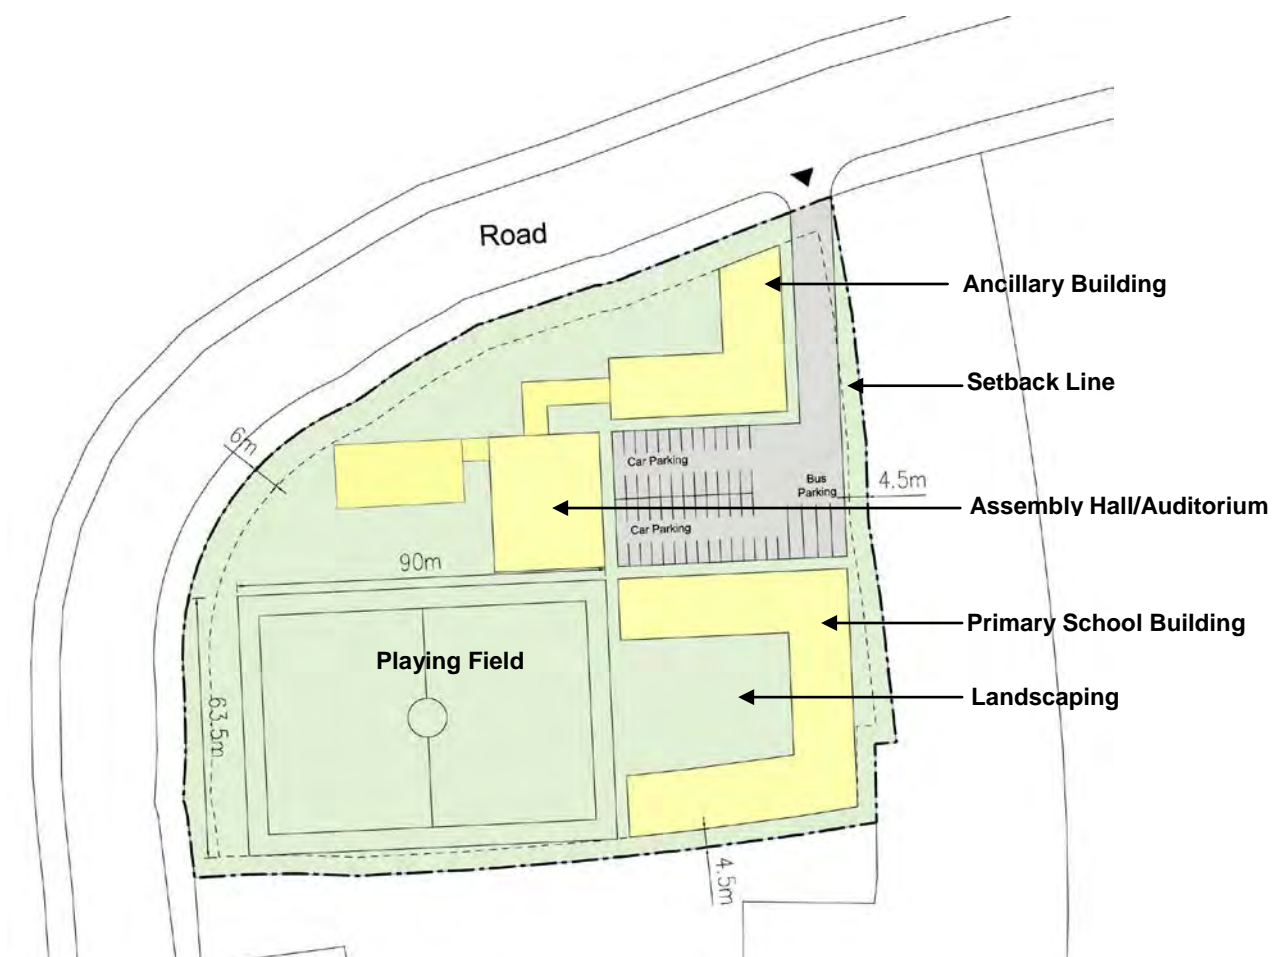 Road
Ancillary Building
Setback Line
6m
Car Parking
Bus
Parking
4.5m
Assembly Hall/Auditorium
Car Parking
90m
Primary School Building
Playing Field
Landscaping
63.5m
4.5m